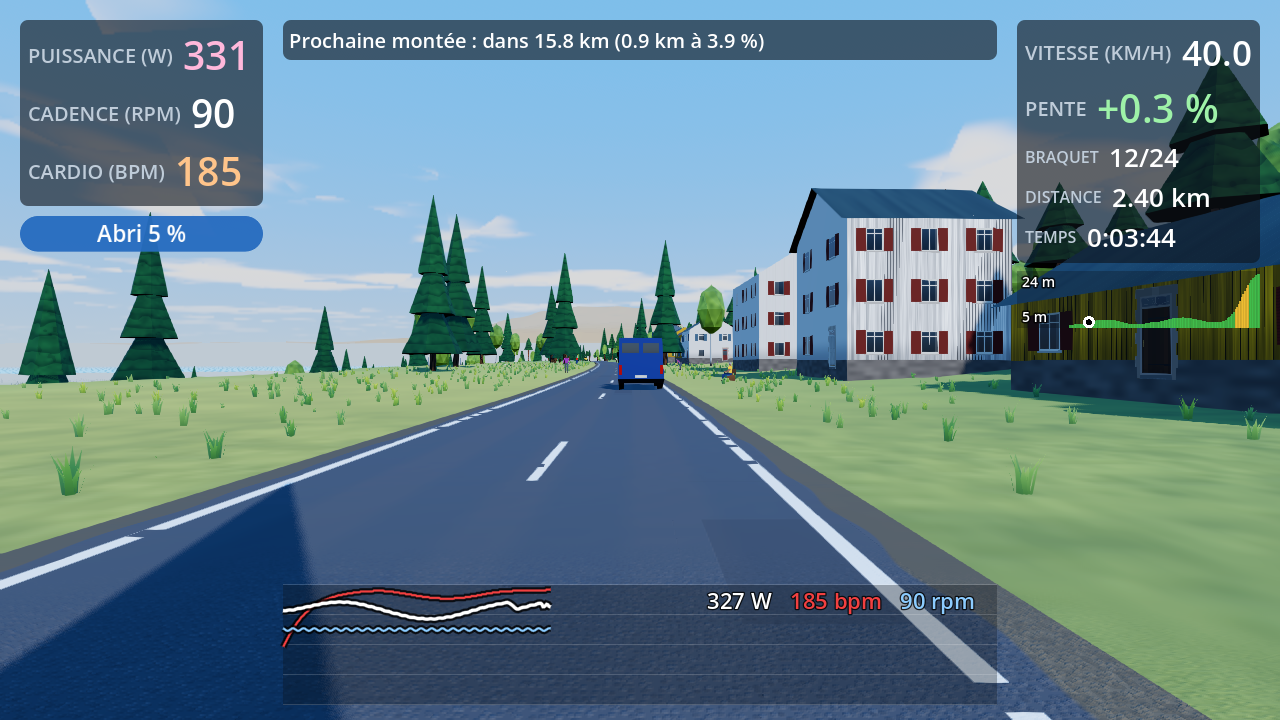 PUISSANCE (W) 331
CADENCE (RPM) 90
CARDIO (BPM) 185
Abri 5 %
Prochaine montée : dans 15.8 km (0.9 km à 3.9 %)
VITESSE (KM/H) 40.0
PENTE +0.3 %
BRAQUET 12/24
DISTANCE 2.40 km
TEMPS 0:03:44
24 m
5 m
327 W 185 bpm 90 rpm